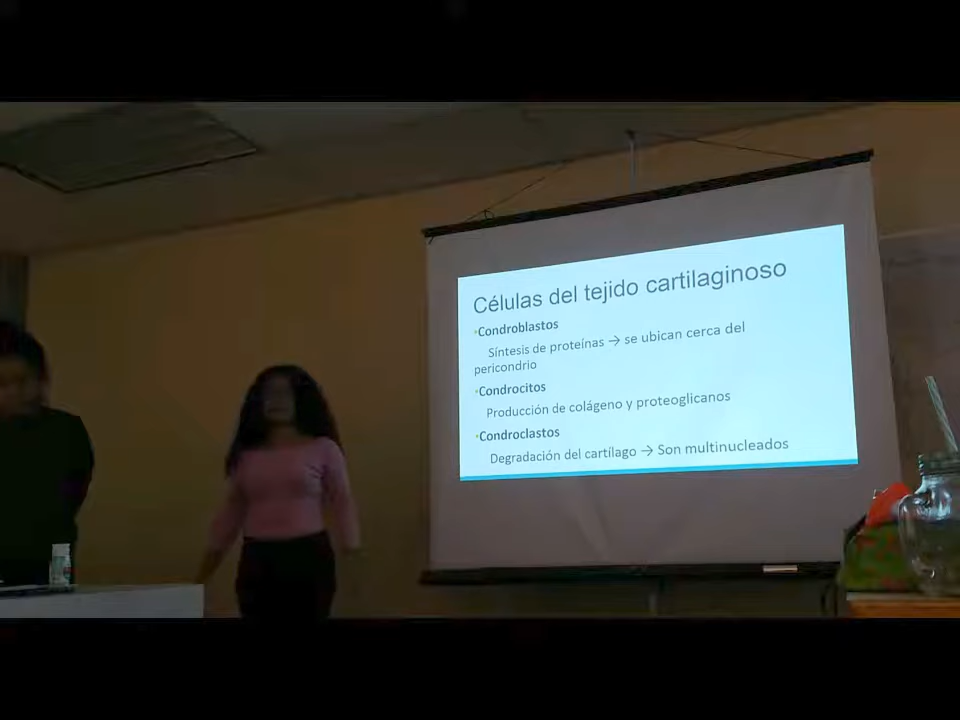 Células del tejido cartilaginoso
•Condroblastos
Síntesis de proteínas → se ubican cerca del
pericondrio
•Condrocitos
Producción de colágeno y proteoglicanos
•Condroclastos
Degradación del cartílago → Son multinucleados